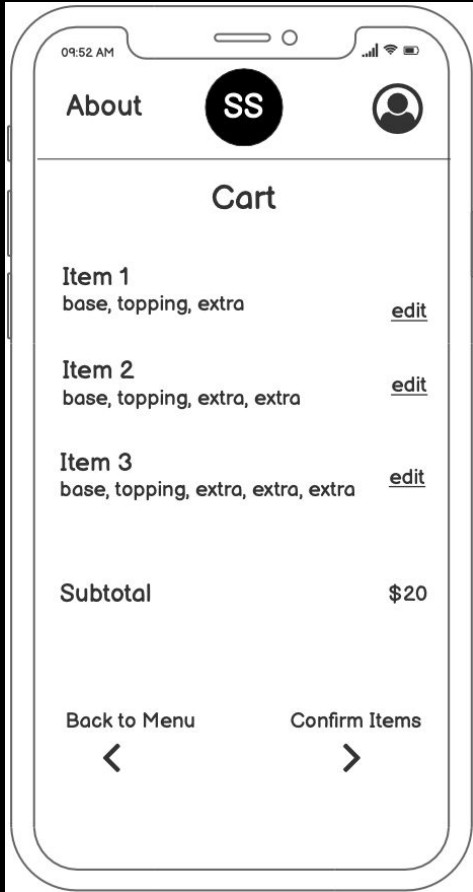 09:52 AM
About
SS
Cart
Item 1
base, topping, extra
edit
Item 2
base, topping, extra, extra
edit
Item 3
base, topping, extra, extra, extra
edit
Subtotal $20
Back to Menu Confirm Items